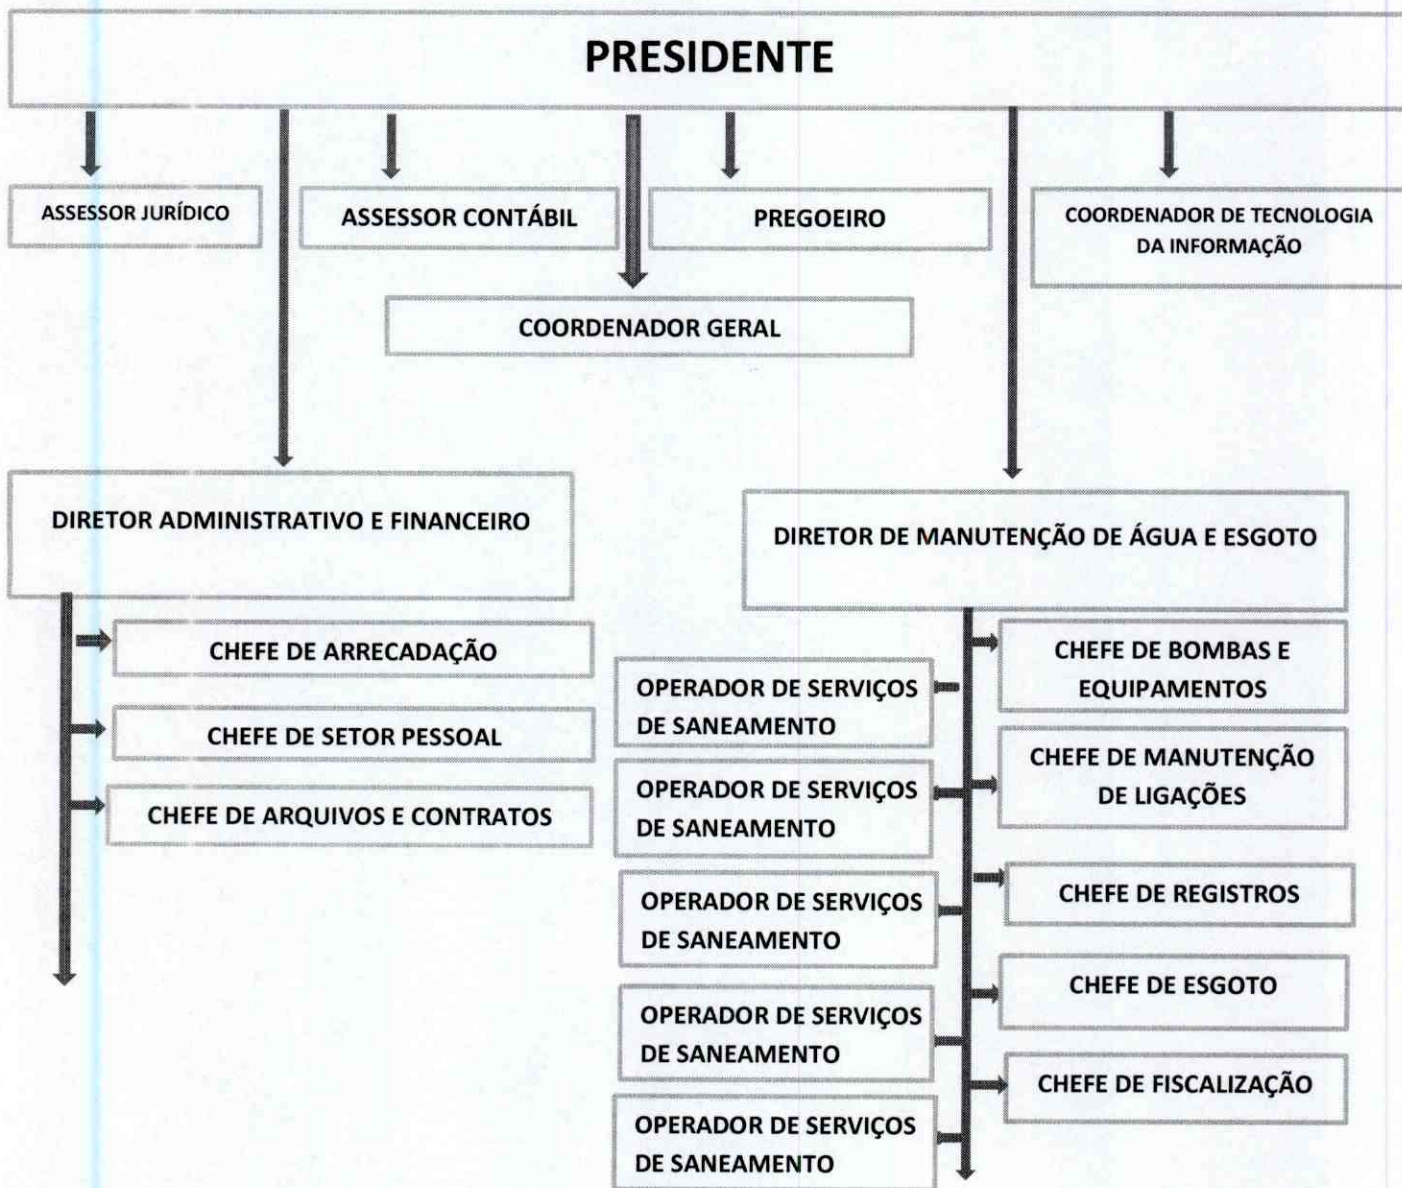 PRESIDENTE
ASSESSOR JURÍDICO
ASSESSOR CONTÁBIL
PREGOEIRO
COORDENADOR DE TECNOLOGIA
DA INFORMAÇÃO
COORDENADOR GERAL
DIRETOR ADMINISTRATIVO E FINANCEIRO
CHEFE DE ARRECADAÇÃO
CHEFE DE SETOR PESSOAL
CHEFE DE ARQUIVOS E CONTRATOS
DIRETOR DE MANUTENÇÃO DE ÁGUA E ESGOTO
OPERADOR DE SERVIÇOS
DE SANEAMENTO
OPERADOR DE SERVIÇOS
DE SANEAMENTO
OPERADOR DE SERVIÇOS
DE SANEAMENTO
OPERADOR DE SERVIÇOS
DE SANEAMENTO
OPERADOR DE SERVIÇOS
DE SANEAMENTO
CHEFE DE BOMBAS E
EQUIPAMENTOS
CHEFE DE MANUTENÇÃO
DE LIGAÇÕES
CHEFE DE REGISTROS
CHEFE DE ESGOTO
CHEFE DE FISCALIZAÇÃO